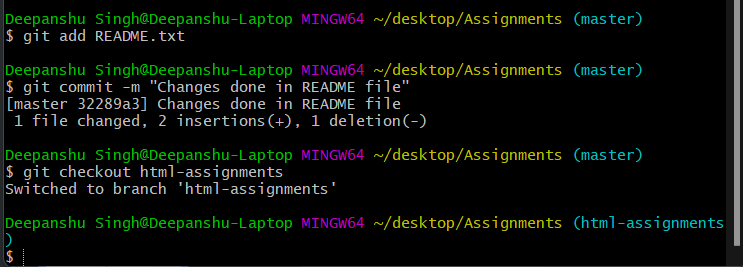 Deepanshu Singh@Deepanshu-Laptop MINGW64 ~/desktop/Assignments (master)
$ git add README.txt
Deepanshu Singh@Deepanshu-Laptop MINGW64 ~/desktop/Assignments (master)
$ git commit -m "Changes done in README file"
[master 32289a3] Changes done in README file
 1 file changed, 2 insertions(+), 1 deletion(-)
Deepanshu Singh@Deepanshu-Laptop MINGW64 ~/desktop/Assignments (master)
$ git checkout html-assignments
Switched to branch 'html-assignments'
Deepanshu Singh@Deepanshu-Laptop MINGW64 ~/desktop/Assignments (html-assignments
)
$